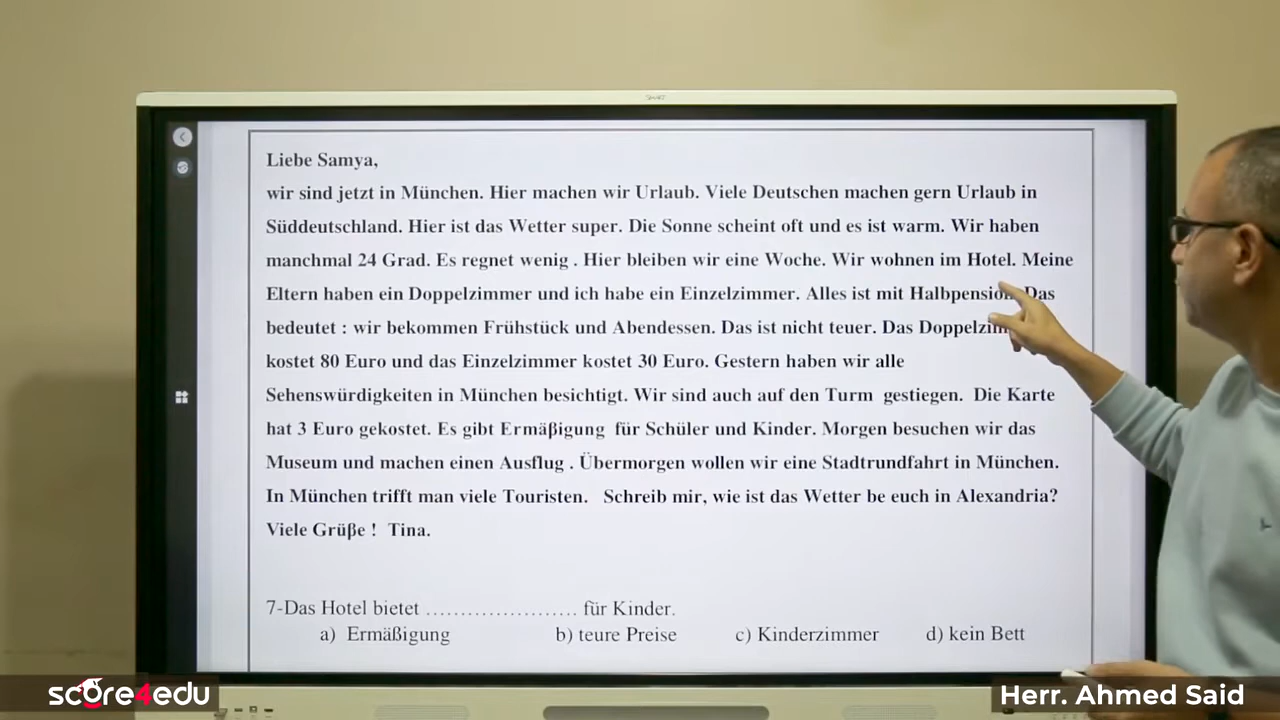 SMART
Liebe Samya,
wir sind jetzt in München. Hier machen wir Urlaub. Viele Deutschen machen gern Urlaub in
Süddeutschland. Hier ist das Wetter super. Die Sonne scheint oft und es ist warm. Wir haben
manchmal 24 Grad. Es regnet wenig . Hier bleiben wir eine Woche. Wir wohnen im Hotel. Meine
Eltern haben ein Doppelzimmer und ich habe ein Einzelzimmer. Alles ist mit Halbpension. Das
bedeutet : wir bekommen Frühstück und Abendessen. Das ist nicht teuer. Das
kostet 80 Euro und das Einzelzimmer kostet 30 Euro. Gestern haben wir alle
Sehenswürdigkeiten in München besichtigt. Wir sind auch auf den Turm gestiegen. Die Karte
hat 3 Euro gekostet. Es gibt Ermäßigung für Schüler und Kinder. Morgen besuchen wir das
Museum und machen einen Ausflug . Übermorgen wollen wir eine Stadtrundfahrt in München.
In München trifft man viele Touristen. Schreib mir, wie ist das Wetter be euch in Alexandria?
Viele Grüße ! Tina.
7-Das Hotel bietet ...................... für Kinder.
a) Ermäßigung b) teure Preise c) Kinderzimmer d) kein Bett
score4edu
Herr. Ahmed Said